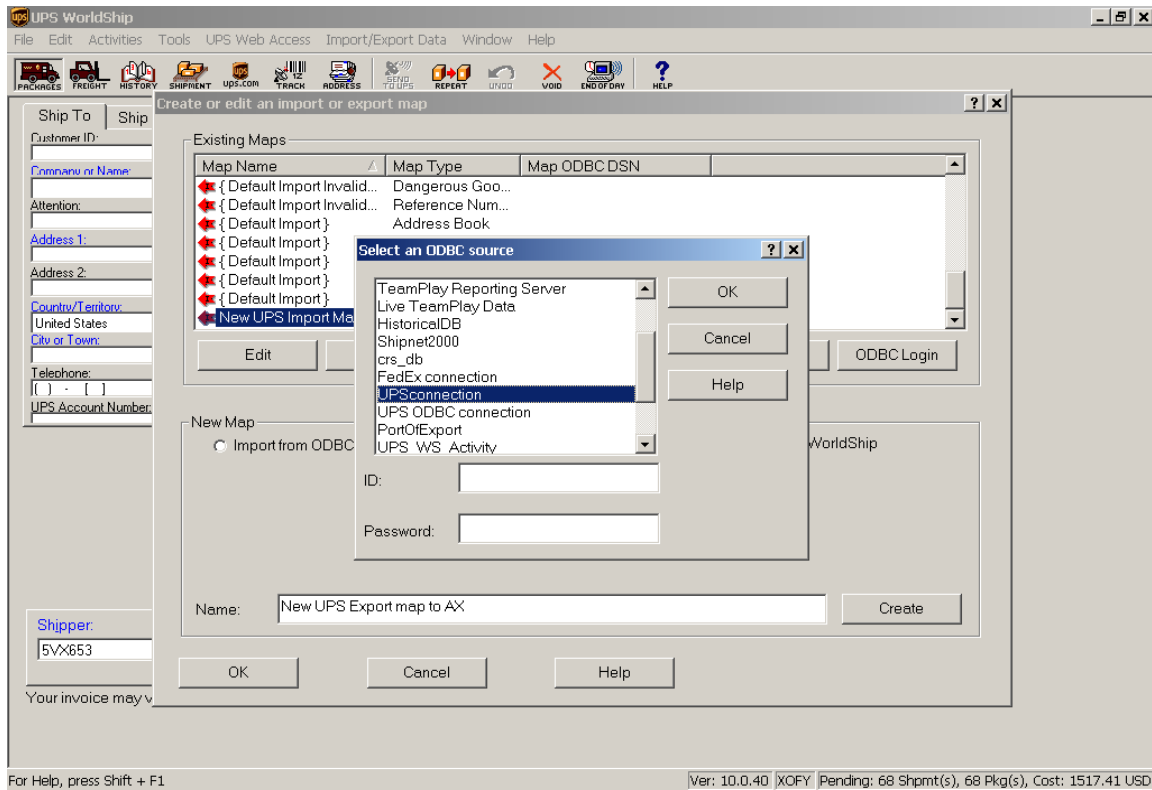 UPS WorldShip
File Edit Activities Tools UPS Web Access Import/Export Data Window Help
PACKAGES FREIGHT HISTORY SHIPMENT ups.com TRACK ADDRESS SEND TO UPS REPEAT UNDO VOID END OF DAY HELP
Create or edit an import or export map
Ship To Ship
Customer ID:
Company or Name:
Attention:
Address 1:
Address 2:
Country/Territory:
United States
City or Town:
Telephone:
( ) - [ ]
UPS Account Number:
Existing Maps
Map Name Map Type Map ODBC DSN
{ Default Import Invalid... Dangerous Goo...
{ Default Import Invalid... Reference Num...
{ Default Import } Address Book
{ Default Import }
{ Default Import }
{ Default Import }
{ Default Import }
New UPS Import Ma
Edit ODBC Login
Select an ODBC source
TeamPlay Reporting Server
Live TeamPlay Data
HistoricalDB
Shipnet2000
crs_db
FedEx connection
UPSconnection
UPS ODBC connection
PortOfExport
UPS_WS_Activity
OK
Cancel
Help
ID:
Password:
New Map
Import from ODBC WorldShip
Name: New UPS Export map to AX Create
OK Cancel Help
Shipper:
5VX653
Your invoice may v
For Help, press Shift + F1 Ver: 10.0.40 XOFY Pending: 68 Shpmt(s), 68 Pkg(s), Cost: 1517.41 USD